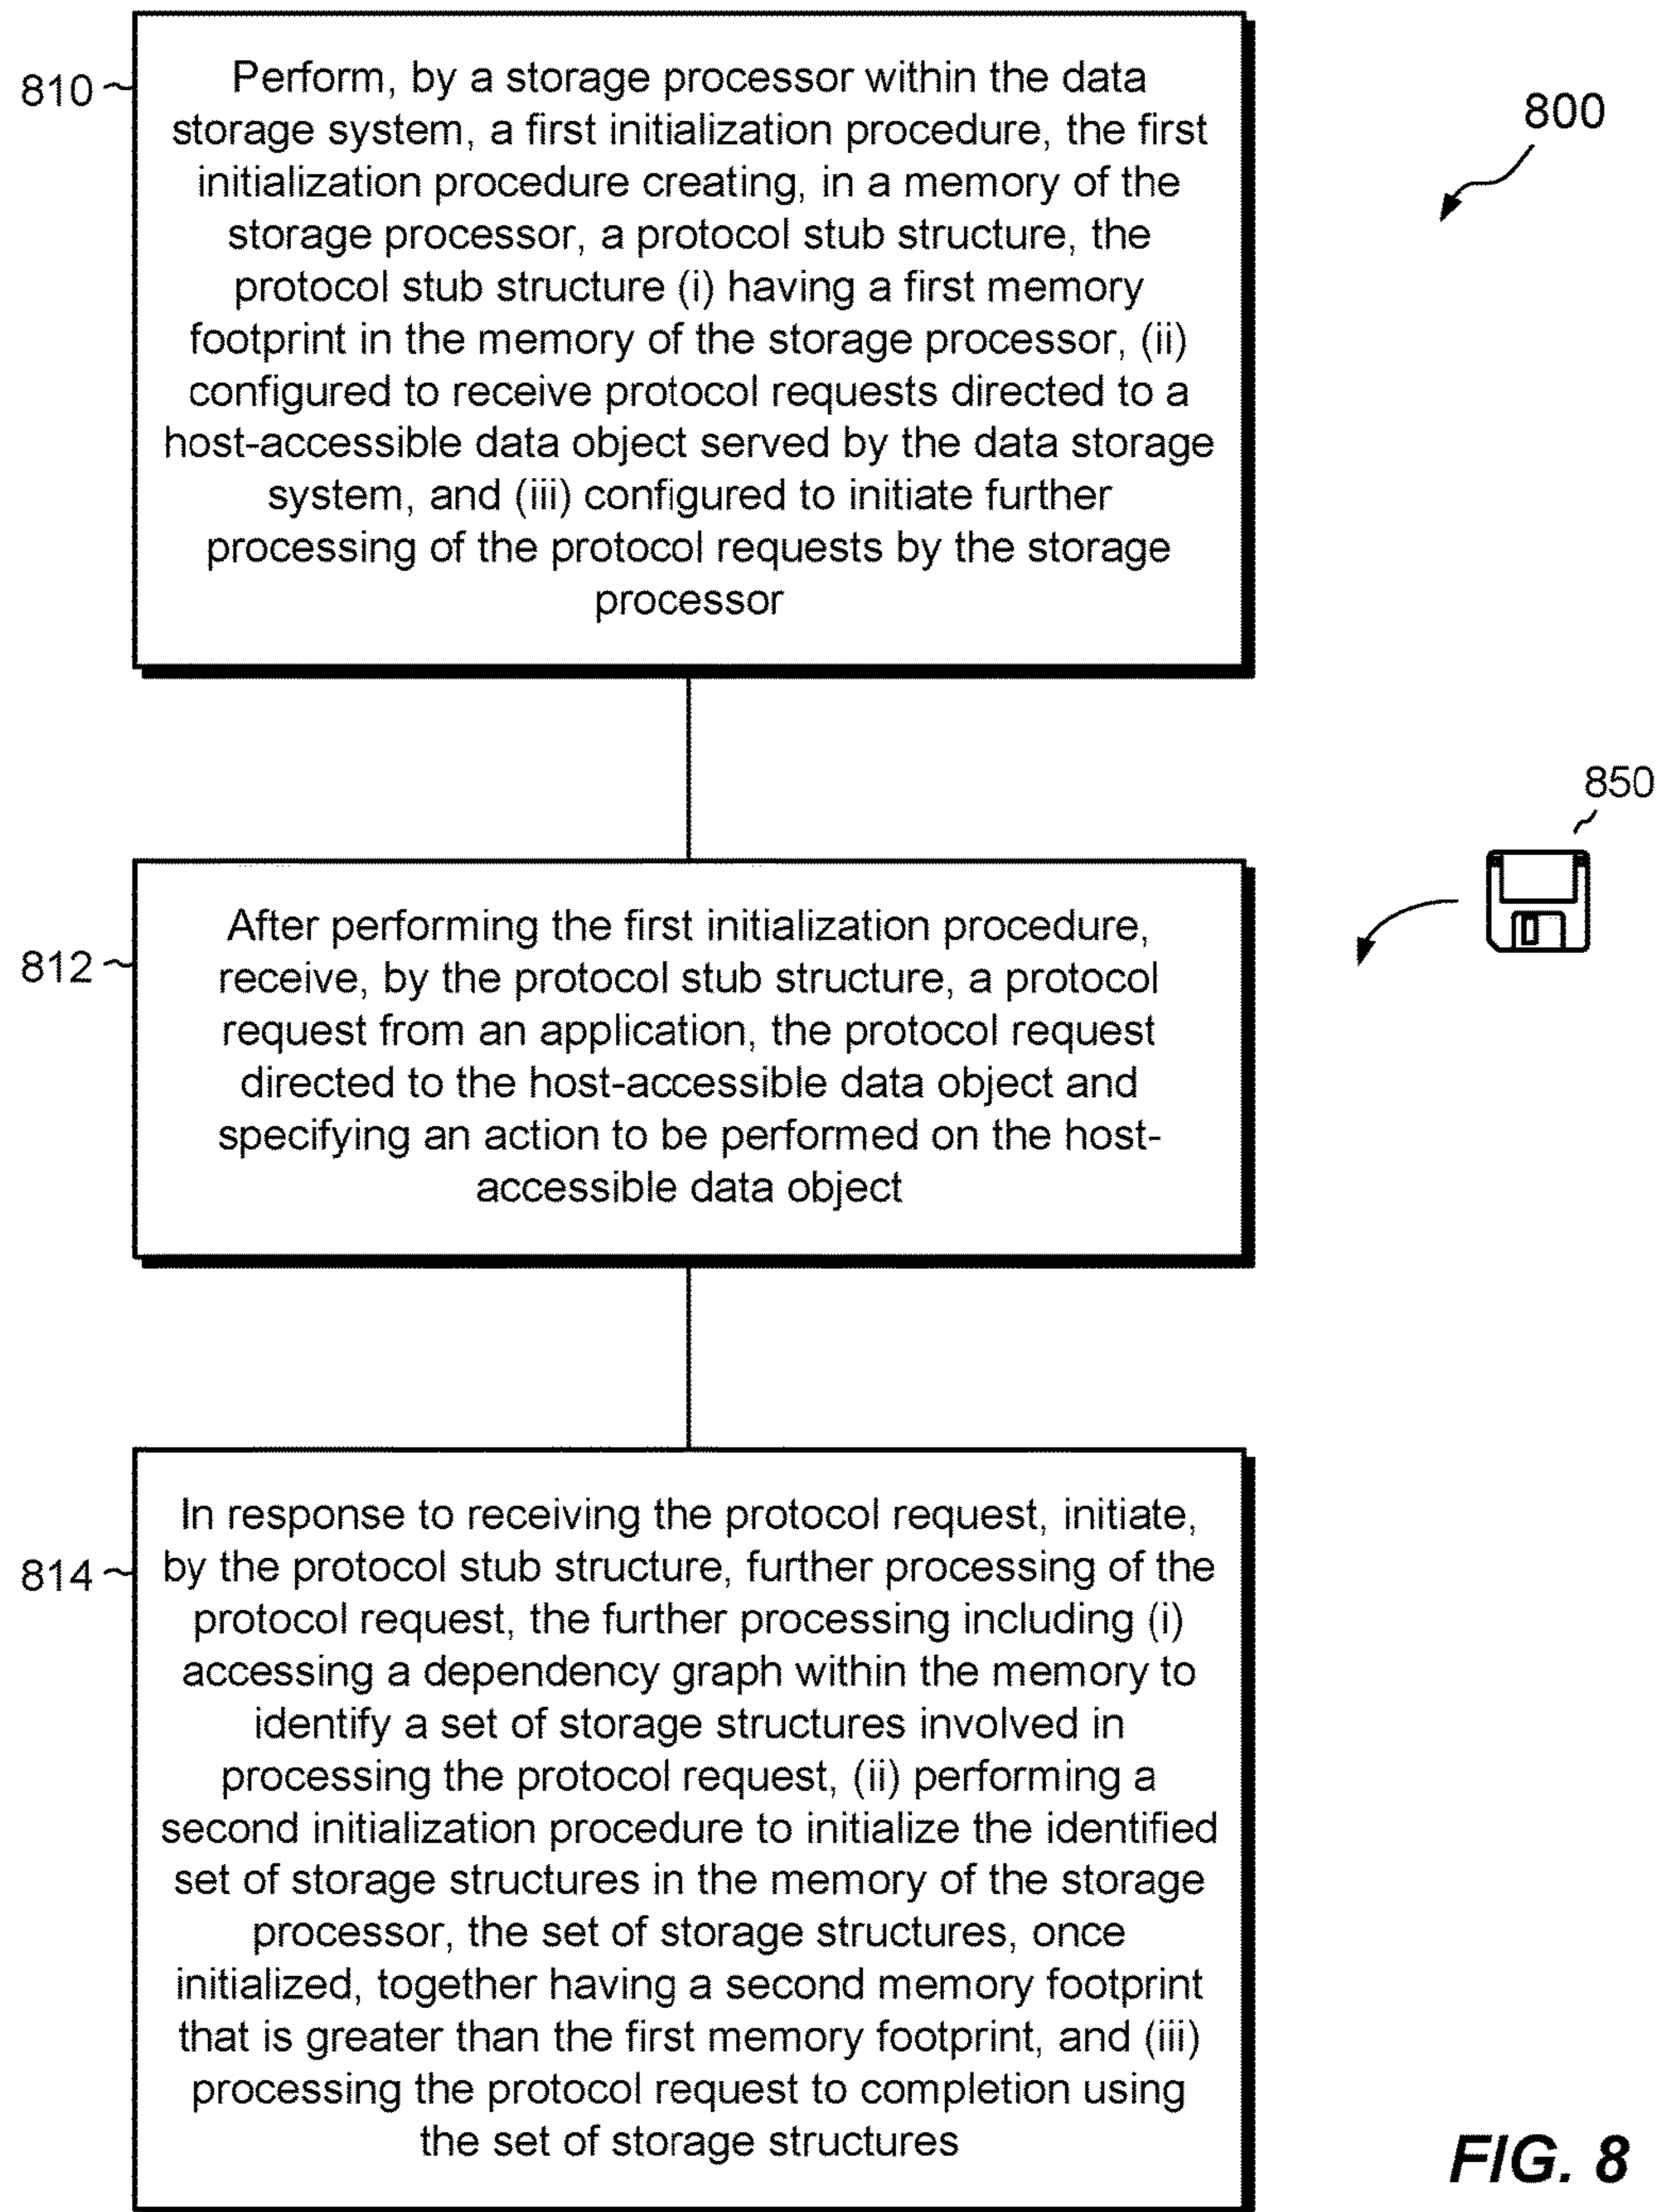 810
Perform, by a storage processor within the data
storage system, a first initialization procedure, the first
initialization procedure creating, in a memory of the
storage processor, a protocol stub structure, the
protocol stub structure (i) having a first memory
footprint in the memory of the storage processor, (ii)
configured to receive protocol requests directed to a
host-accessible data object served by the data storage
system, and (iii) configured to initiate further
processing of the protocol requests by the storage
processor
800
850
812
After performing the first initialization procedure,
receive, by the protocol stub structure, a protocol
request from an application, the protocol request
directed to the host-accessible data object and
specifying an action to be performed on the host-
accessible data object
814
In response to receiving the protocol request, initiate,
by the protocol stub structure, further processing of the
protocol request, the further processing including (i)
accessing a dependency graph within the memory to
identify a set of storage structures involved in
processing the protocol request, (ii) performing a
second initialization procedure to initialize the identified
set of storage structures in the memory of the storage
processor, the set of storage structures, once
initialized, together having a second memory footprint
that is greater than the first memory footprint, and (iii)
processing the protocol request to completion using
the set of storage structures
FIG. 8